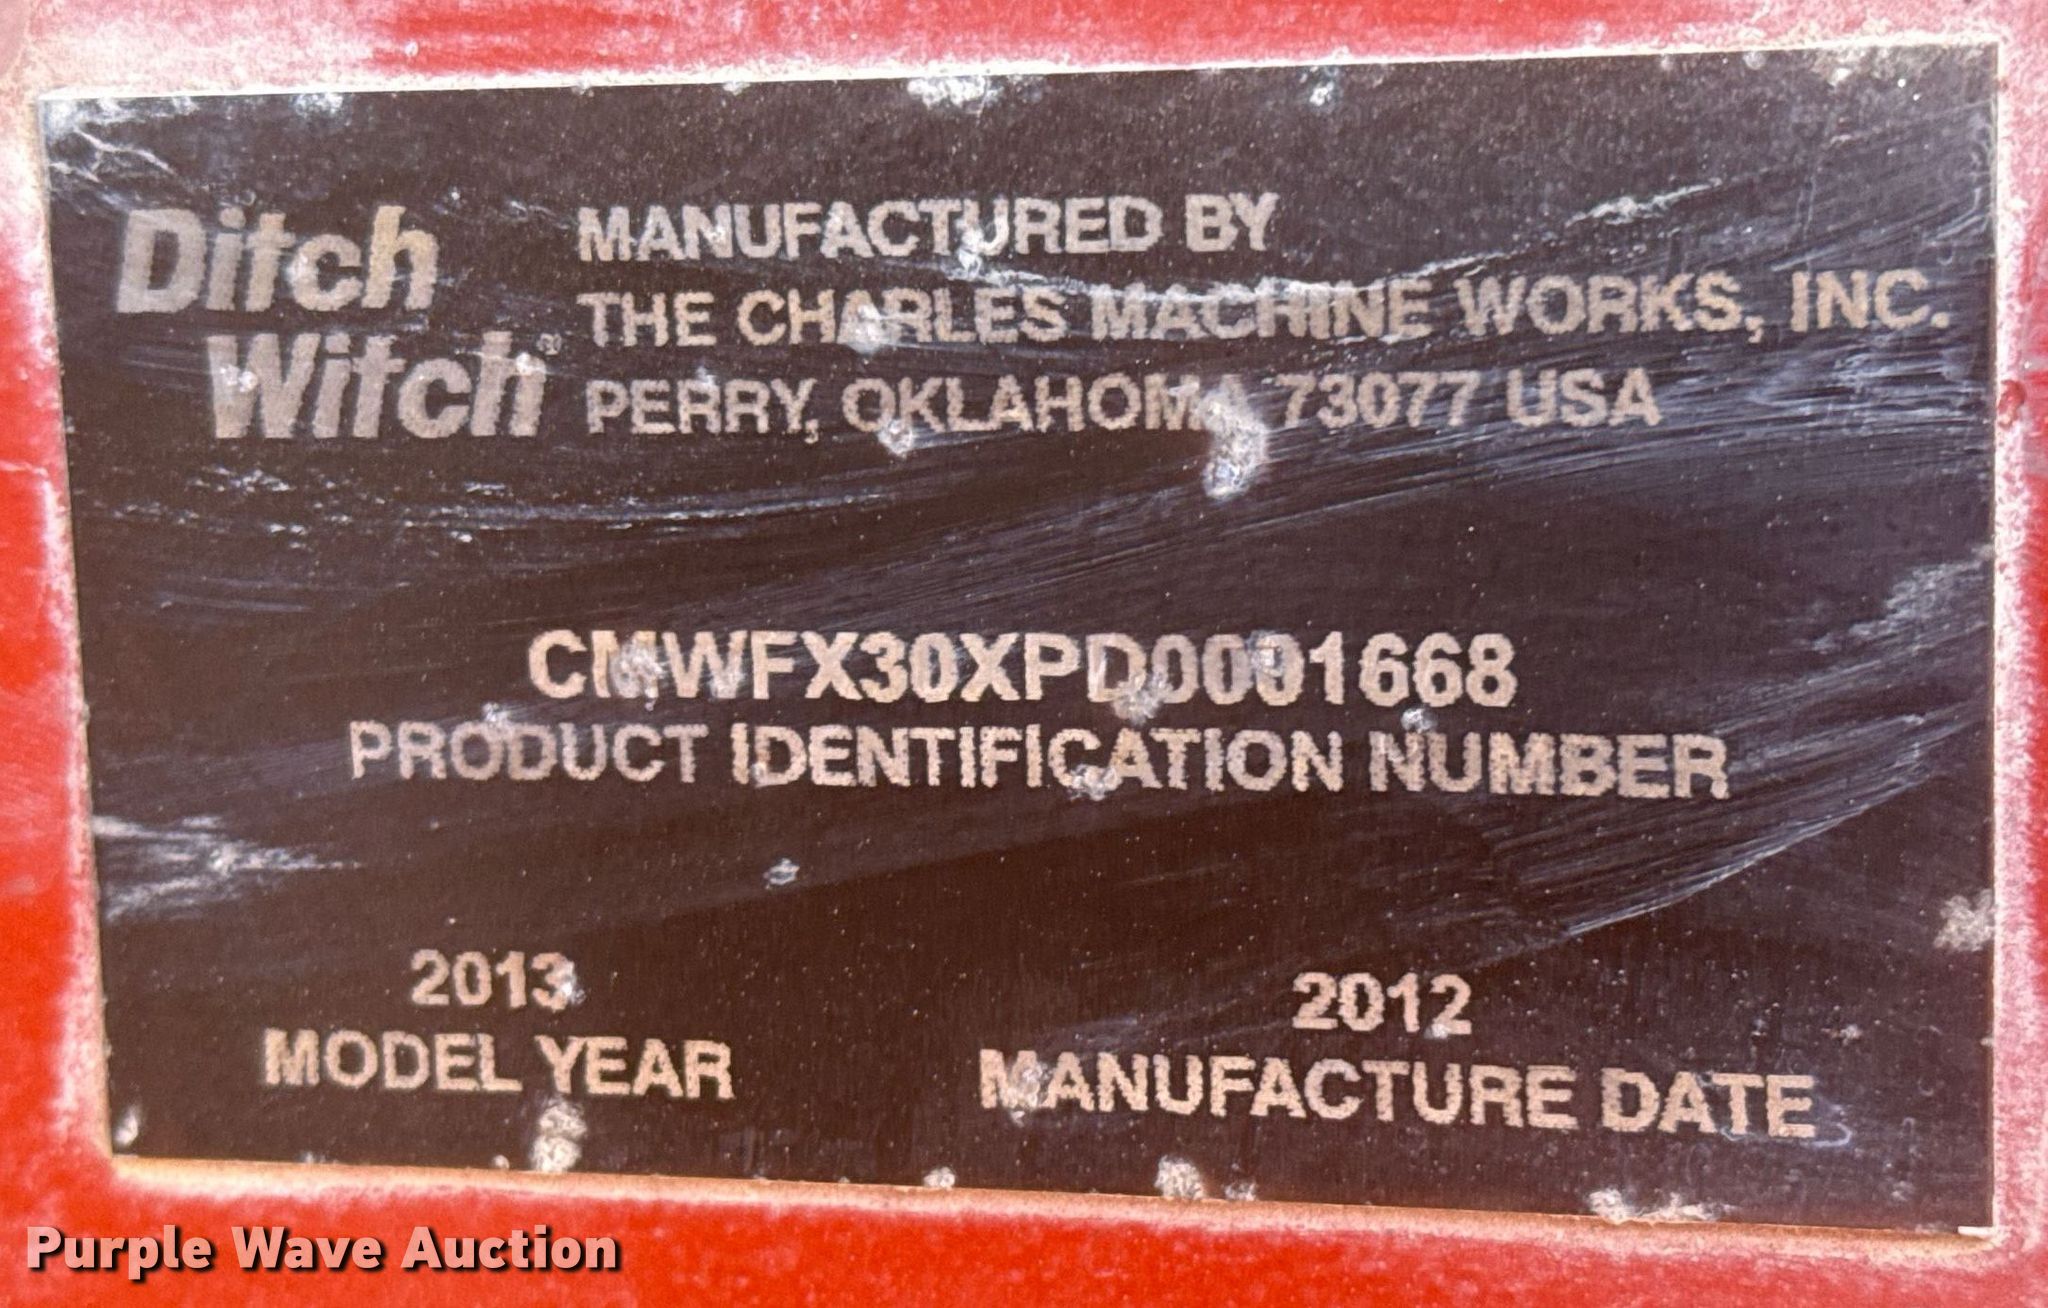 Ditch
Witch®
MANUFACTURED BY
THE CHARLES MACHINE WORKS, INC.
PERRY, OKLAHOMA 73077 USA
CMWFX30XPD0001668
PRODUCT IDENTIFICATION NUMBER
2013
MODEL YEAR
2012
MANUFACTURE DATE
Purple Wave Auction